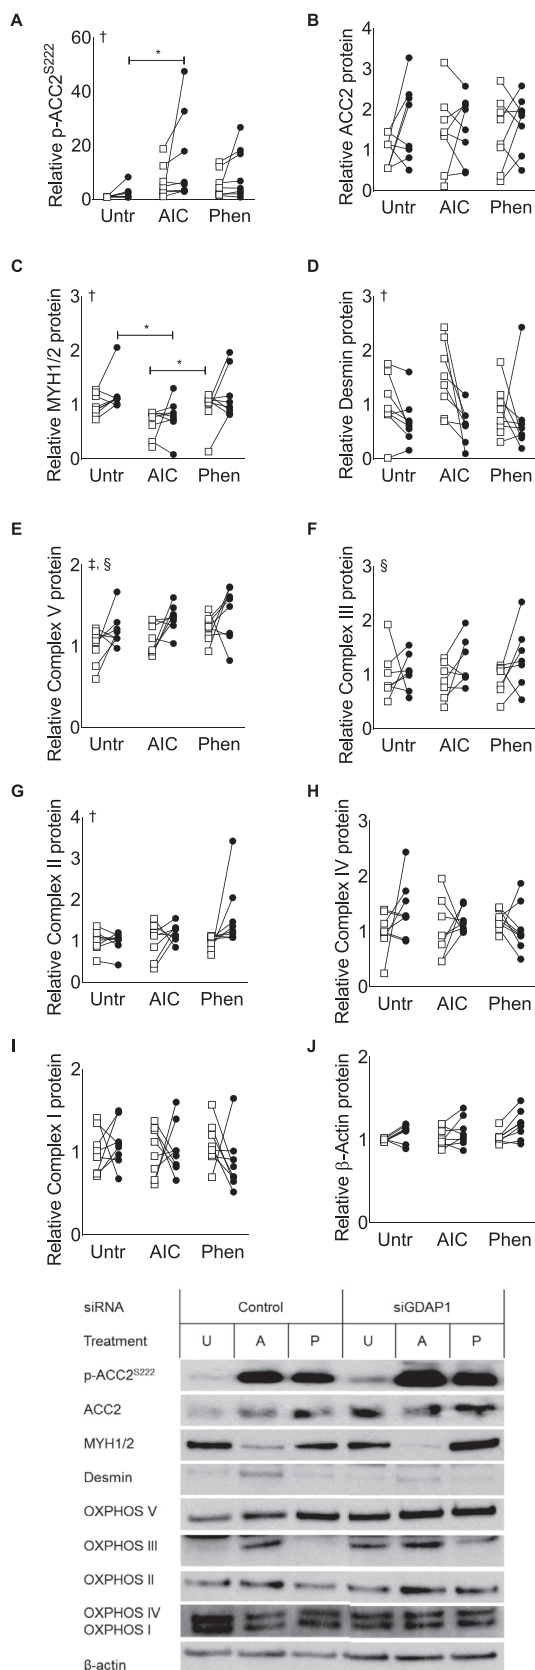 A
Relative p-ACC2S222
60
40
20
0
†
*
Untr AIC Phen
B
Relative ACC2 protein
4
3
2
1
0
Untr AIC Phen
C
Relative MYH1/2 protein
3
2
1
0
†
*
*
Untr AIC Phen
D
Relative Desmin protein
3
2
1
0
†
Untr AIC Phen
E
Relative Complex V protein
2
1
0
‡, §
Untr AIC Phen
F
Relative Complex III protein
3
2
1
0
§
Untr AIC Phen
G
Relative Complex II protein
4
3
2
1
0
†
Untr AIC Phen
H
Relative Complex IV protein
3
2
1
0
Untr AIC Phen
I
Relative Complex I protein
2
1
0
Untr AIC Phen
J
Relative β-Actin protein
2
1
0
Untr AIC Phen
siRNA Control siGDAP1
Treatment U A P U A P
p-ACC2S222
ACC2
MYH1/2
Desmin
OXPHOS V
OXPHOS III
OXPHOS II
OXPHOS IV
OXPHOS I
β-actin